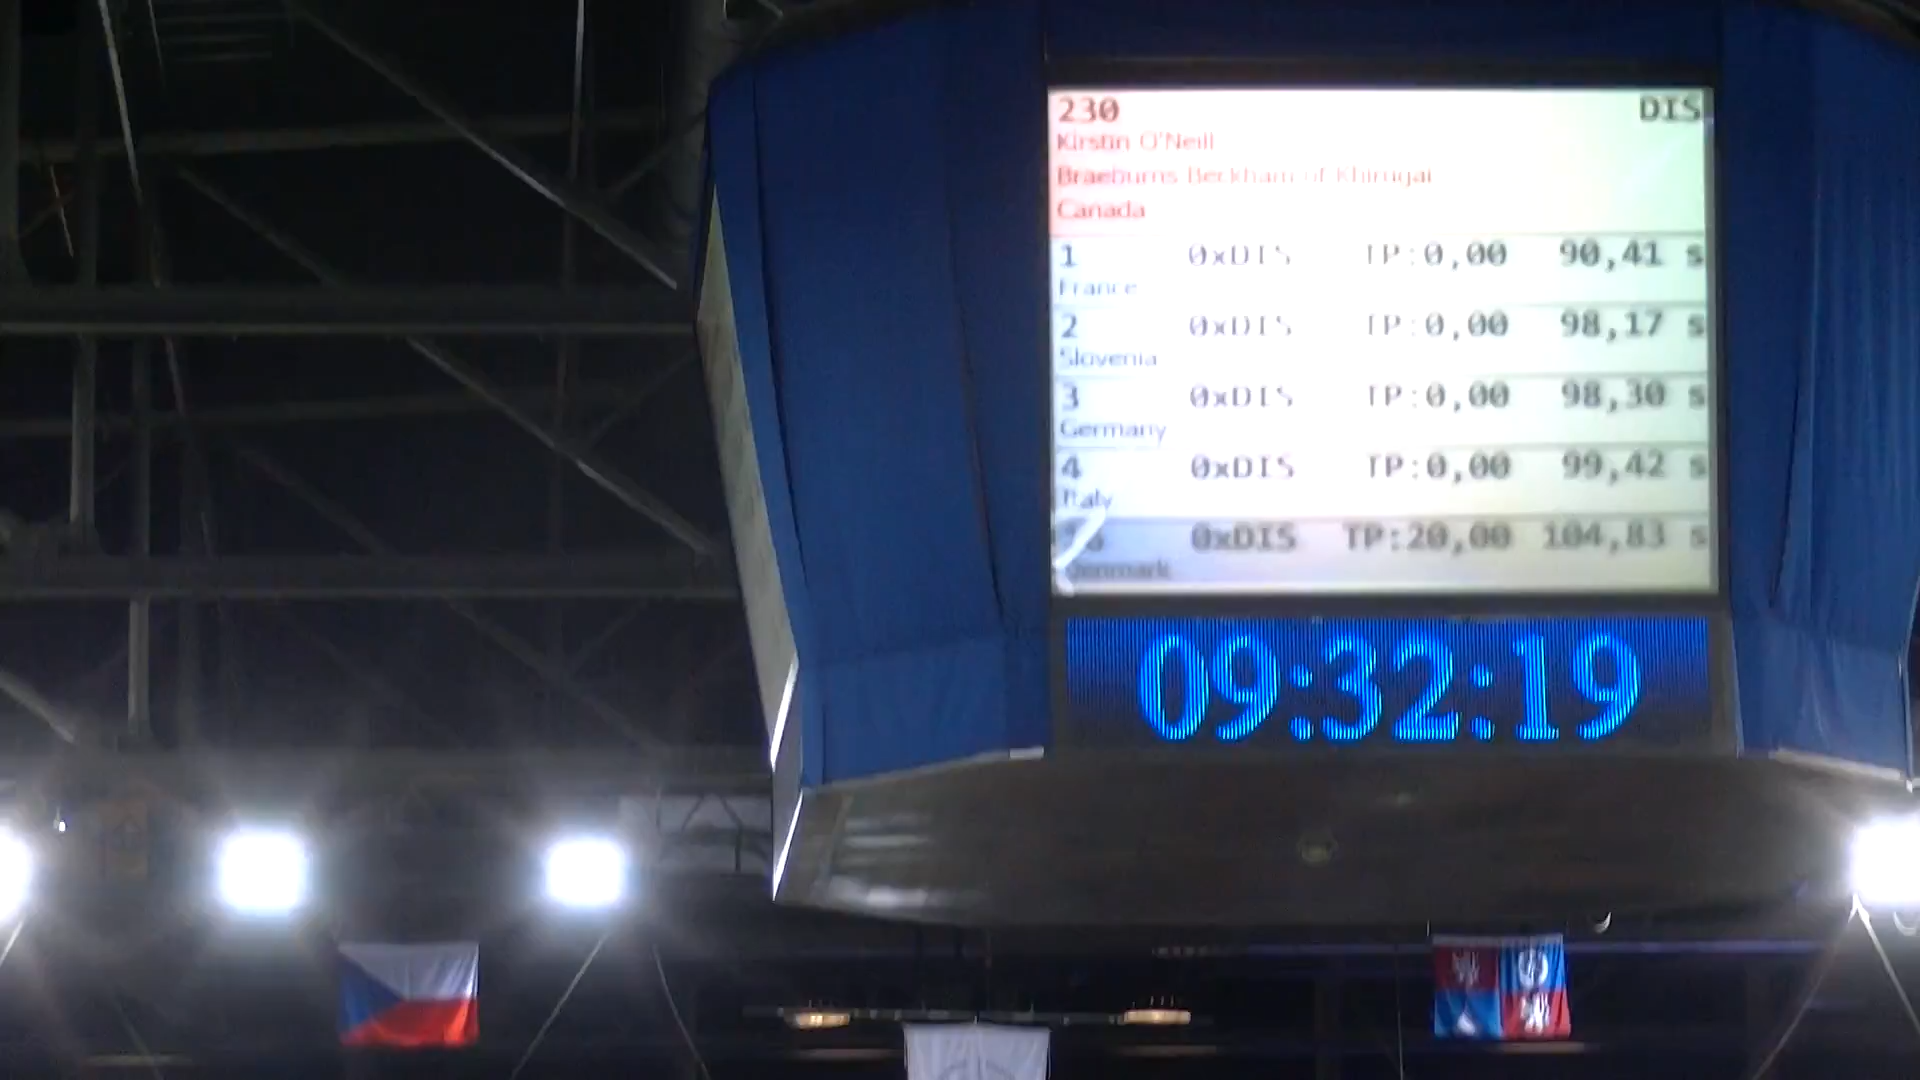 230 DIS
Kirstin O'Neill
Braeburns Beckham of Khirugai
Canada
1 0xDIS TP:0,00 90,41 s
France
2 0xDIS TP:0,00 98,17 s
Slovenia
3 0xDIS TP:0,00 98,30 s
Germany
4 0xDIS TP:0,00 99,42 s
Italy
0xDIS TP:20,00 104,83 s
Denmark
09:32:19